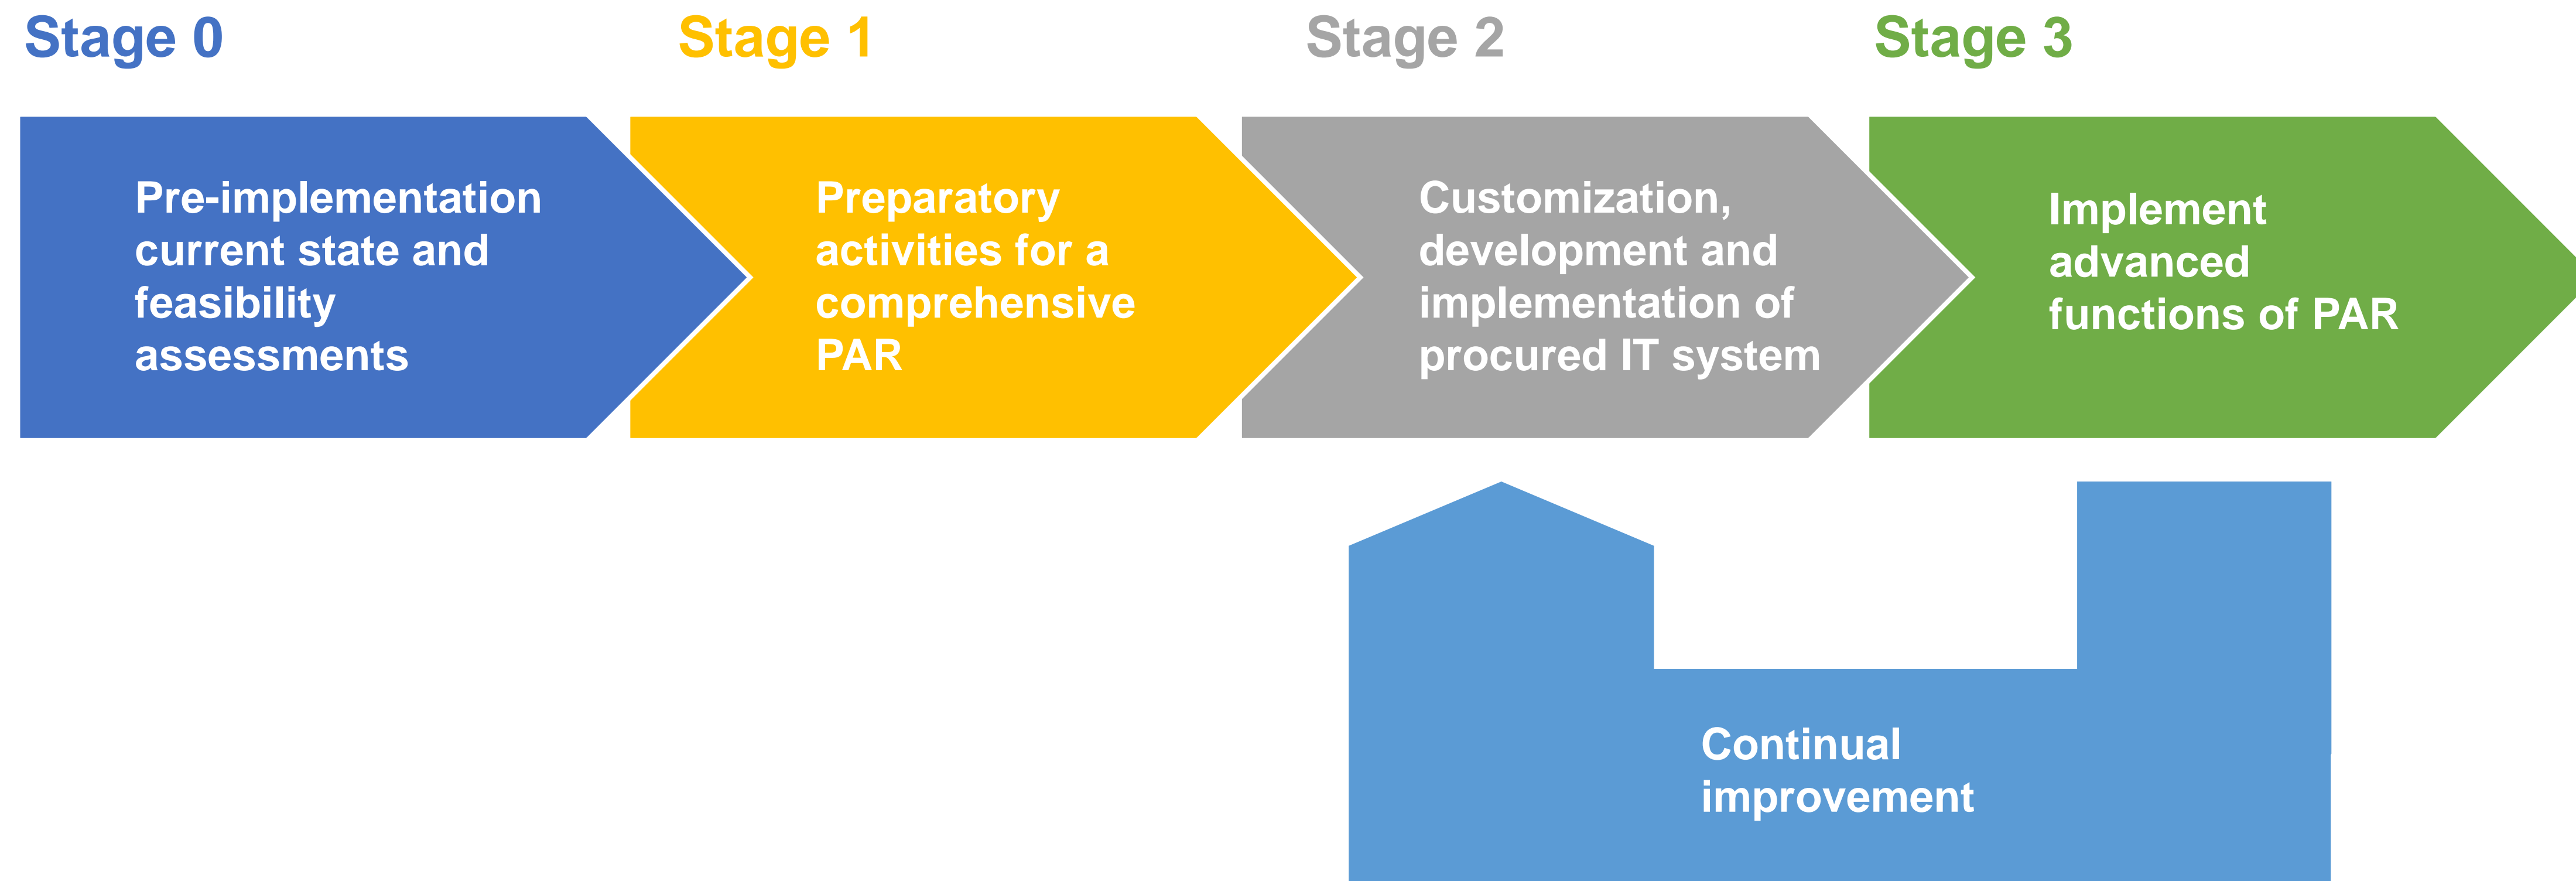 Stage 0
Stage 1
Stage 2
Stage 3
Pre-implementation
current state and
feasibility
assessments
Preparatory
activities for a
comprehensive
PAR
Customization,
development and
implementation of
procured IT system
Implement
advanced
functions of PAR
Continual
improvement